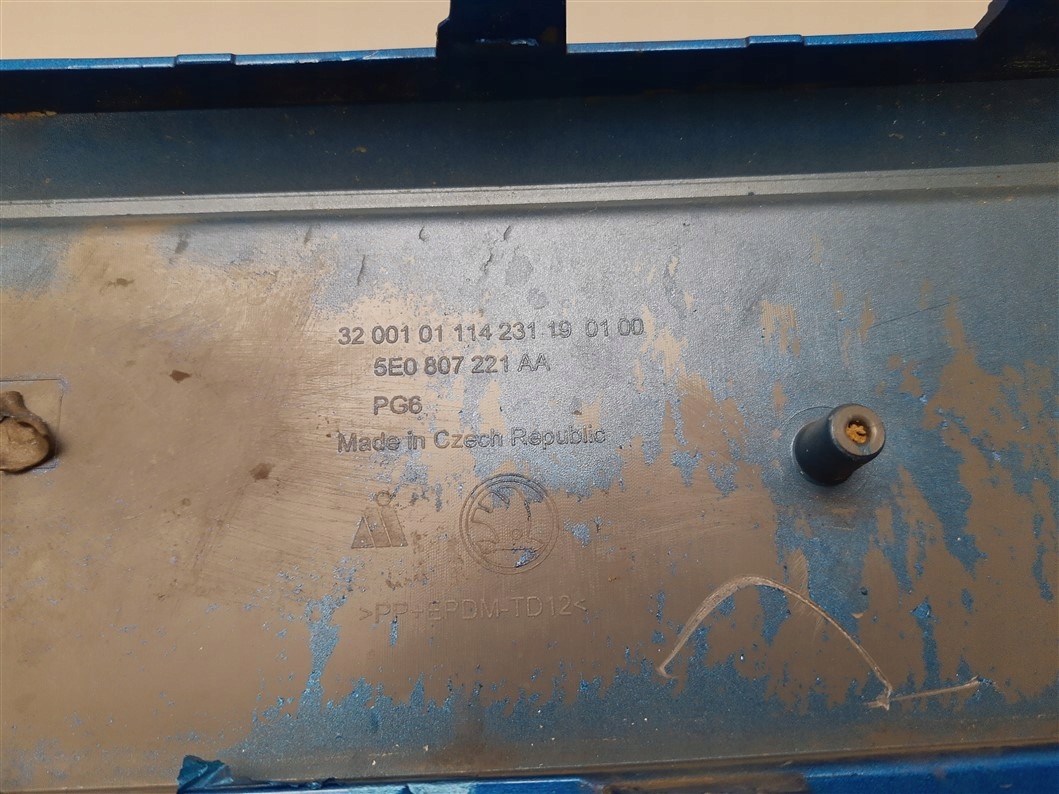 32 001 01 114 231 19 01 00
5E0 807 221 AA
PG6
Made in Czech Republic
>PP+EPDM-TD12<